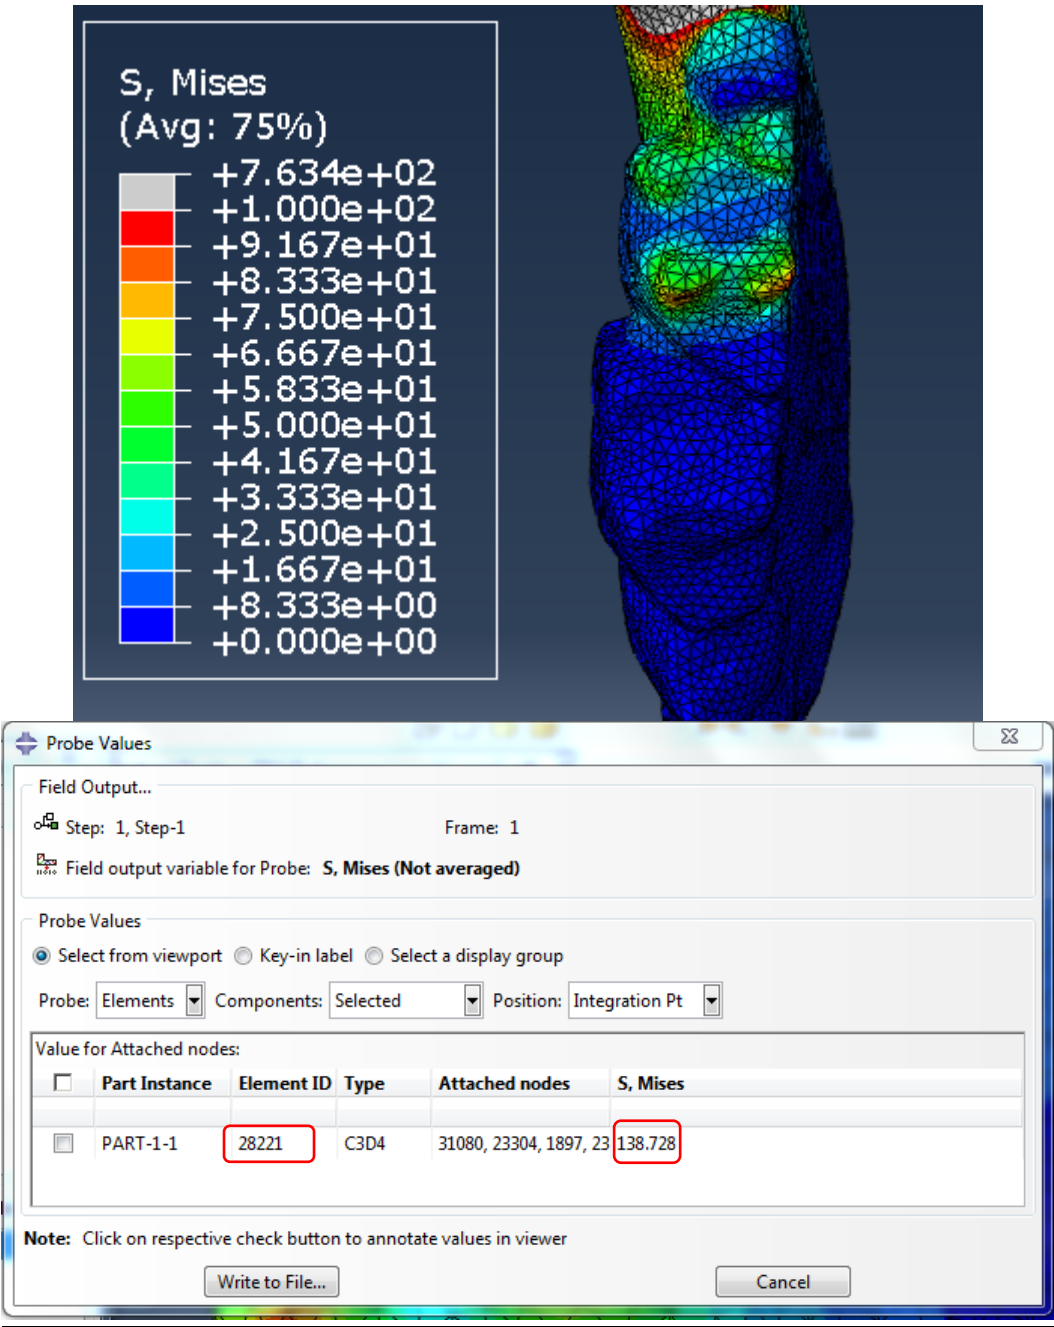 S, Mises
(Avg: 75%)
+7.634e+02
+1.000e+02
+9.167e+01
+8.333e+01
+7.500e+01
+6.667e+01
+5.833e+01
+5.000e+01
+4.167e+01
+3.333e+01
+2.500e+01
+1.667e+01
+8.333e+00
+0.000e+00
Probe Values
Field Output...
Step: 1, Step-1 Frame: 1
Field output variable for Probe: S, Mises (Not averaged)
Probe Values
Select from viewport Key-in label Select a display group
Probe: Elements Components: Selected Position: Integration Pt
Value for Attached nodes:
Part Instance Element ID Type Attached nodes S, Mises
PART-1-1 28221 C3D4 31080, 23304, 1897, 23 138.728
Note: Click on respective check button to annotate values in viewer
Write to File... Cancel